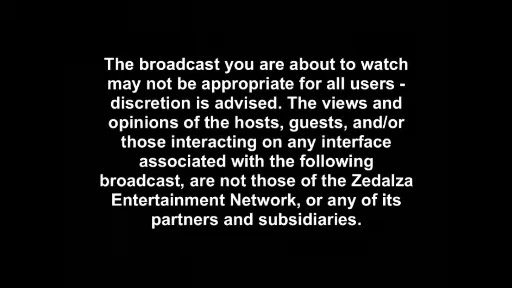 The broadcast you are about to watch
may not be appropriate for all users -
discretion is advised. The views and
opinions of the hosts, guests, and/or
those interacting on any interface
associated with the following
broadcast, are not those of the Zedalza
Entertainment Network, or any of its
partners and subsidiaries.